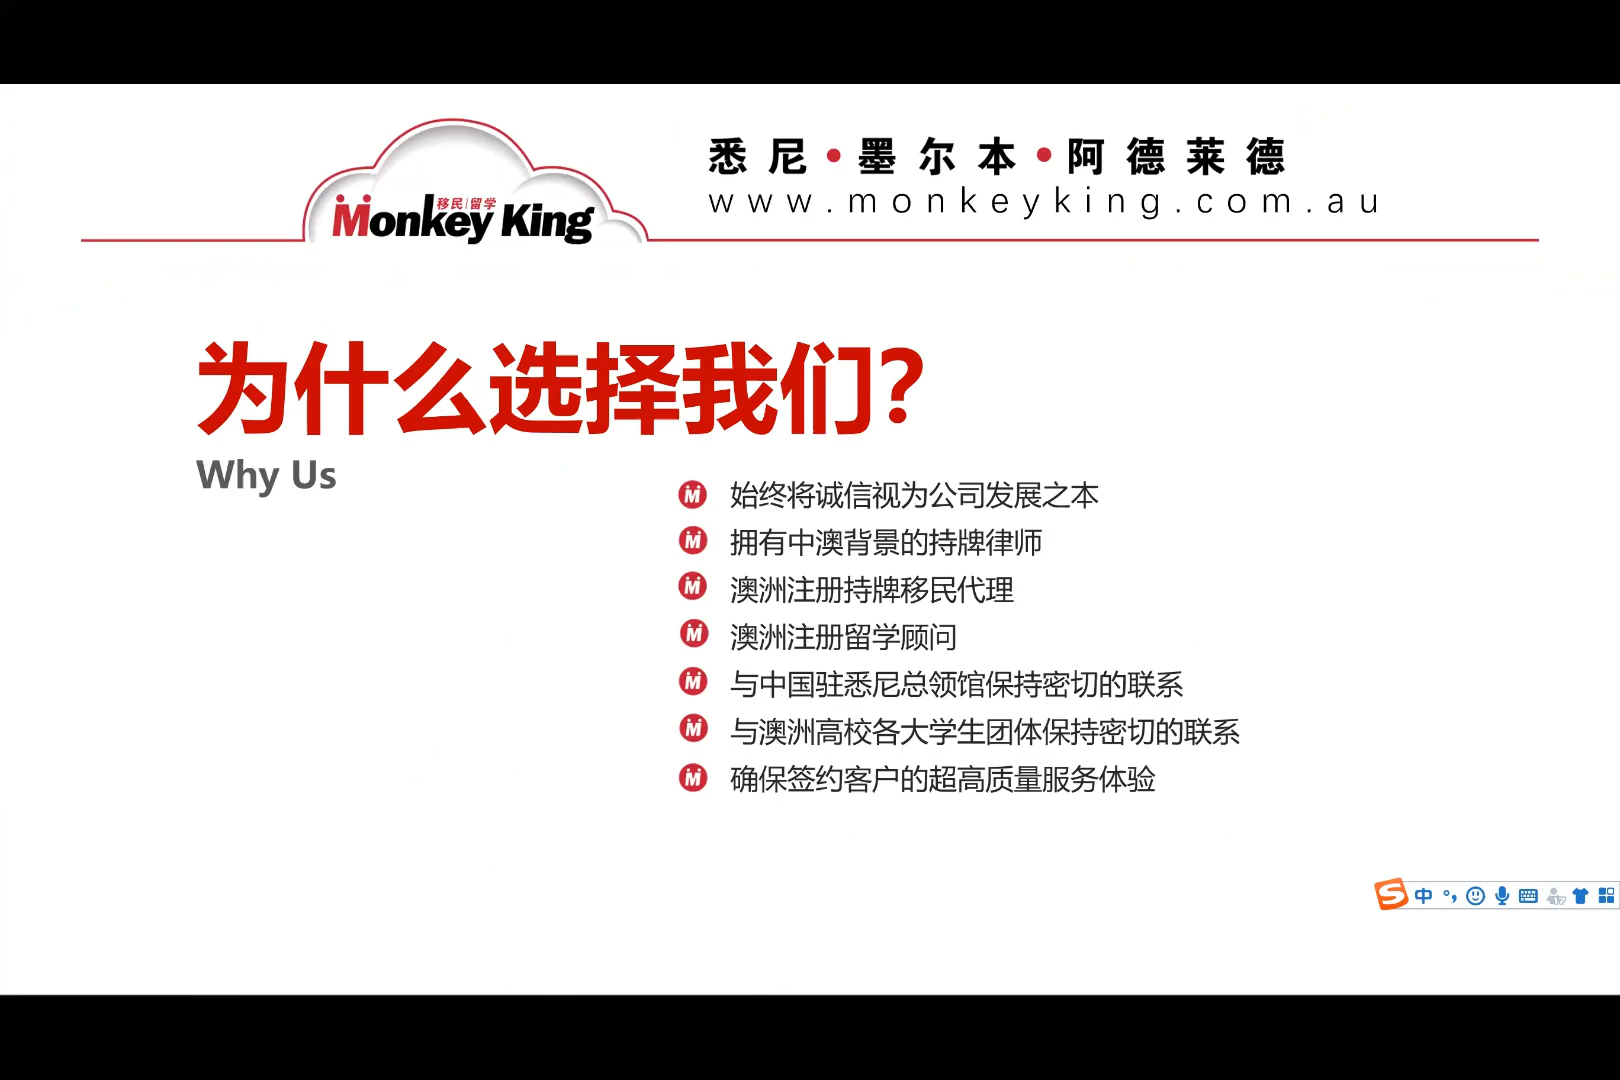 悉尼•墨尔本•阿德莱德
www.monkeyking.com.au
移民|留学
Monkey King
为什么选择我们?
Why Us
始终将诚信视为公司发展之本
拥有中澳背景的持牌律师
澳洲注册持牌移民代理
澳洲注册留学顾问
与中国驻悉尼总领馆保持密切的联系
与澳洲高校各大学生团体保持密切的联系
确保签约客户的超高质量服务体验
中